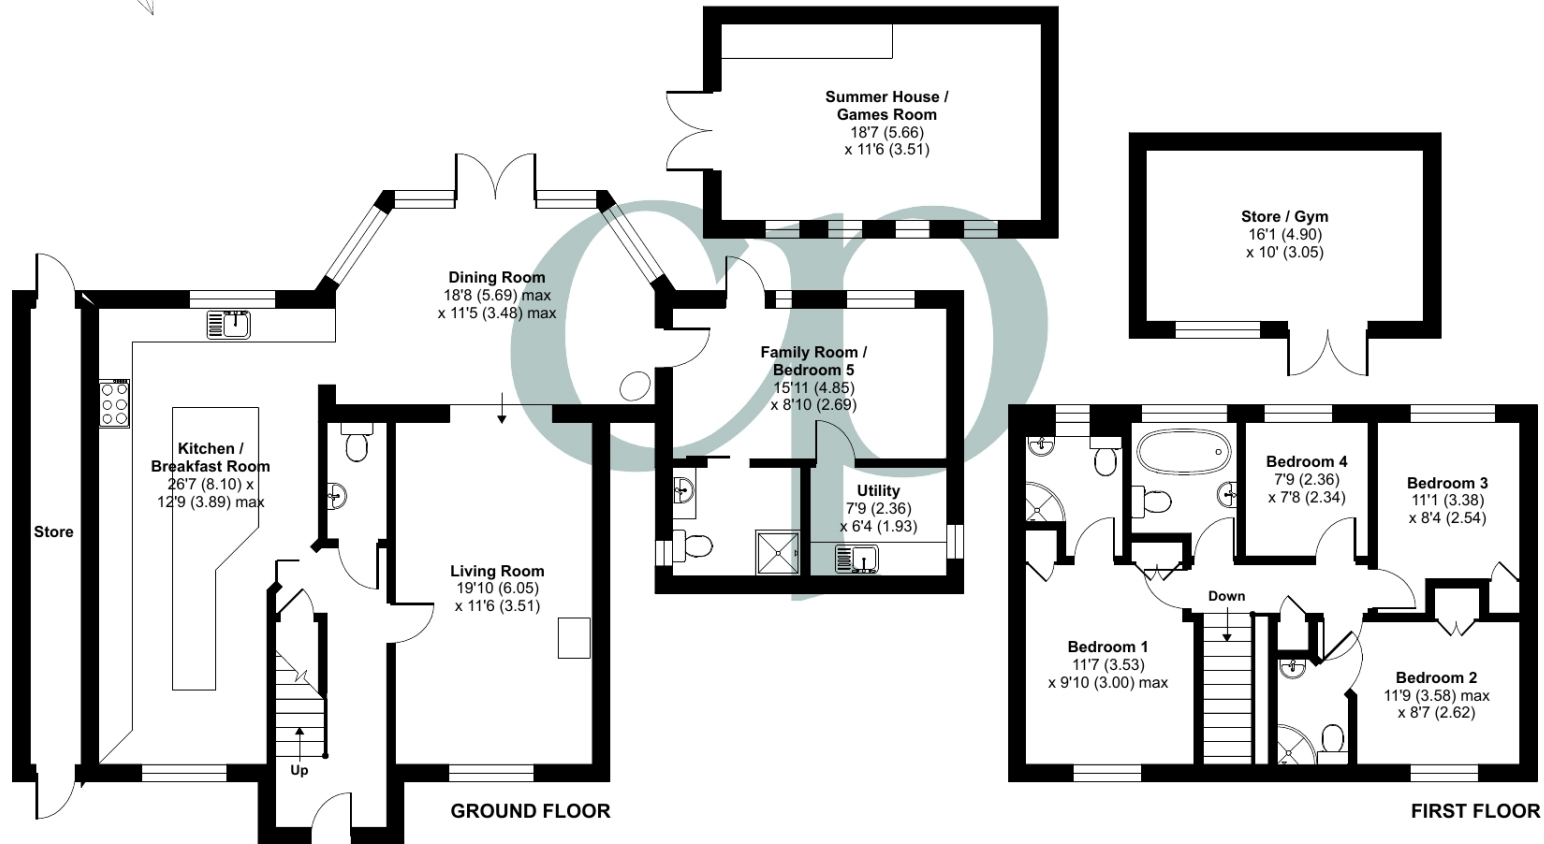 Summer House /
Games Room
18'7 (5.66)
x 11'6 (3.51)
Store / Gym
16'1 (4.90)
x 10' (3.05)
Dining Room
18'8 (5.69) max
x 11'5 (3.48) max
Family Room /
Bedroom 5
15'11 (4.85)
x 8'10 (2.69)
Kitchen /
Breakfast Room
26'7 (8.10) x
12'9 (3.89) max
Store
Utility
7'9 (2.36)
x 6'4 (1.93)
Living Room
19'10 (6.05)
x 11'6 (3.51)
Up
GROUND FLOOR
Bedroom 4
7'9 (2.36)
x 7'8 (2.34)
Bedroom 3
11'1 (3.38)
x 8'4 (2.54)
Down
Bedroom 1
11'7 (3.53)
x 9'10 (3.00) max
Bedroom 2
11'9 (3.58) max
x 8'7 (2.62)
FIRST FLOOR
cp